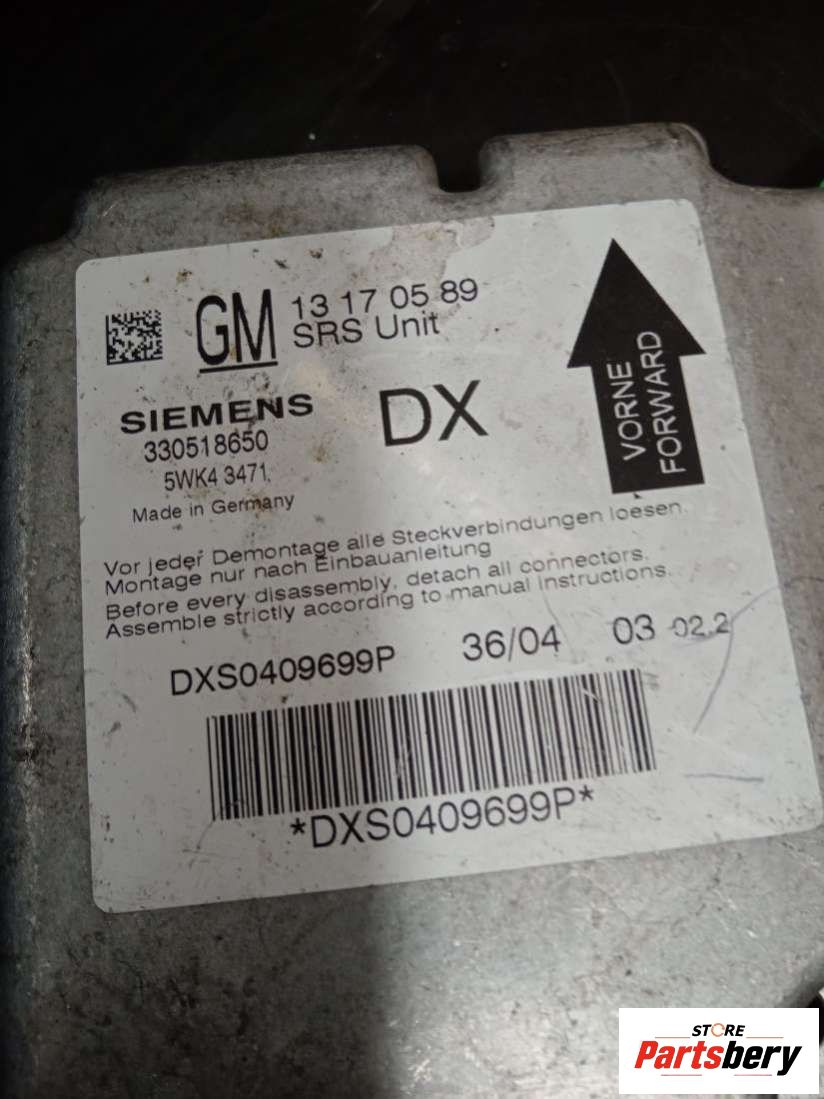 GM 13 170 05 89
SRS Unit
SIEMENS
DX
330518650
5WK4 3471
Made in Germany
VORNE
FORWARD
Vor jeder Demontage alle Steckverbindungen loesen.
Montage nur nach Einbauanleitung
Before every disassembly, detach all connectors.
Assemble strictly according to manual instructions.
DXS0409699P 36/04 03 02.2
*DXS0409699P*
STORE
Partsbery